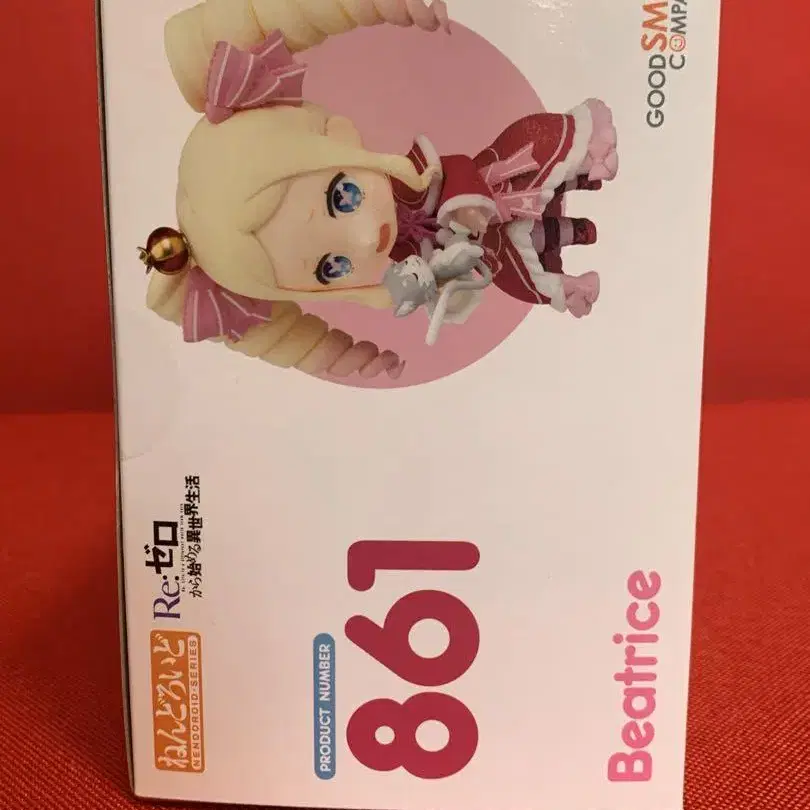 ねんどろいど
NENDOROID·SERIES
Re:ゼロ
から始める異世界生活
PRODUCT NUMBER
861
Beatrice
GOOD SM
COMPA